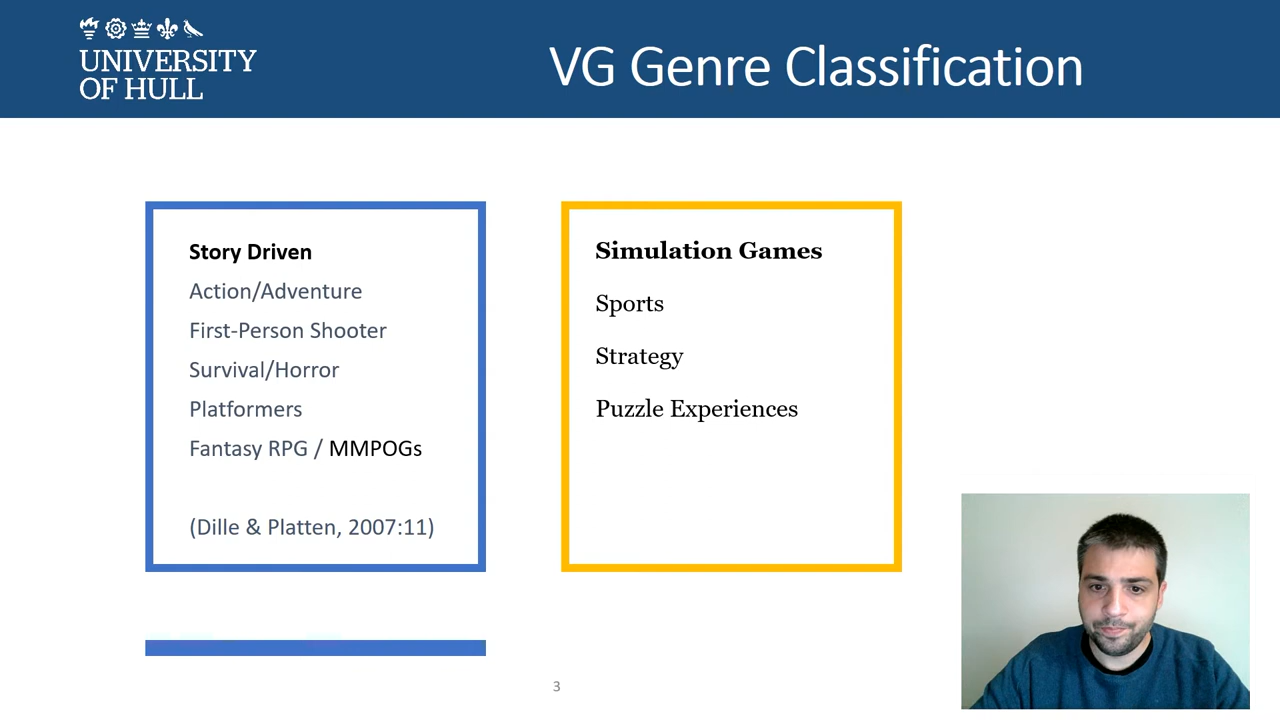 UNIVERSITY
OF HULL
VG Genre Classification
Story Driven
Action/Adventure
First-Person Shooter
Survival/Horror
Platformers
Fantasy RPG / MMPOGs
(Dille & Platten, 2007:11)
Simulation Games
Sports
Strategy
Puzzle Experiences
3